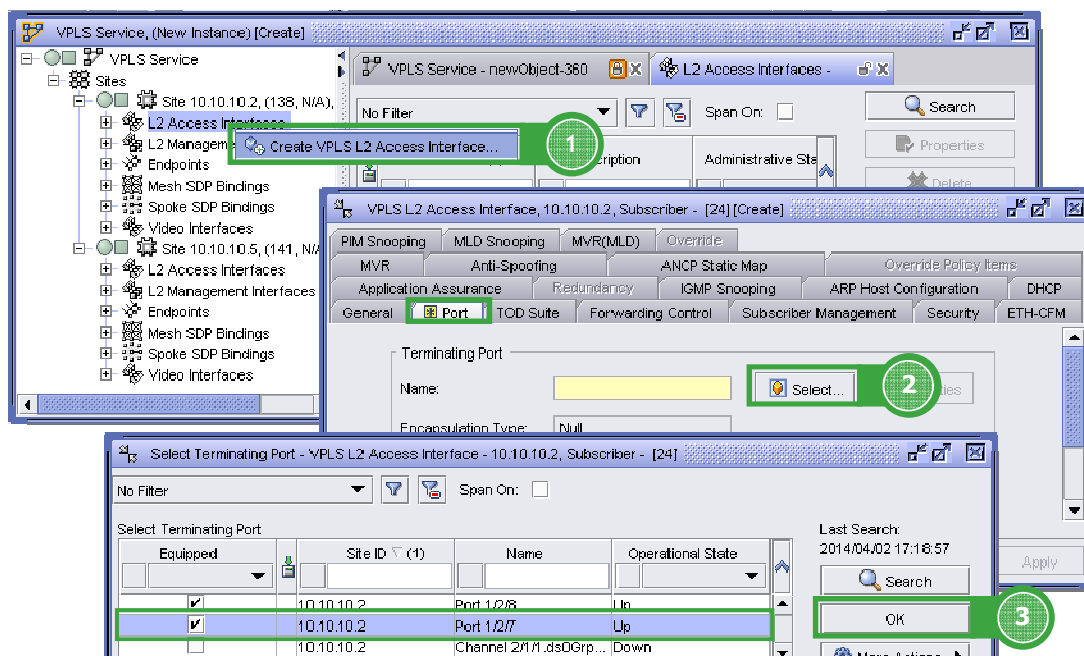 VPLS Service, (New Instance) [Create]
VPLS Service
Sites
Site 10.10.10.2, (138, N/A),
L2 Access Interfaces
L2 Managem
Endpoints
Mesh SDP Bindings
Spoke SDP Bindings
Video Interfaces
Site 10.10.10.5, (141, N/A
L2 Access Interfaces
L2 Management Interfaces
Endpoints
Mesh SDP Bindings
Spoke SDP Bindings
Video Interfaces
Create VPLS L2 Access Interface...
1
VPLS Service - newObject-360
L2 Access Interfaces -
No Filter
Span On:
Search
Properties
Delete
ription
Administrative Sta
VPLS L2 Access Interface, 10.10.10.2, Subscriber - [24] [Create]
PIM Snooping
MLD Snooping
MVR(MLD)
Override
MVR
Anti-Spoofing
ANCP Static Map
Override Policy Items
Application Assurance
Redundancy
IGMP Snooping
ARP Host Configuration
DHCP
General
Port
TOD Suite
Forwarding Control
Subscriber Management
Security
ETH-CFM
Terminating Port
Name:
Select...
2
ties
Encapsulation Type:
Null
Apply
Select Terminating Port - VPLS L2 Access Interface - 10.10.10.2, Subscriber - [24]
No Filter
Span On:
Select Terminating Port
Equipped
Site ID (1)
Name
Operational State
10.10.10.2 Port 1/2/8 Up
10.10.10.2 Port 1/2/7 Up
10.10.10.2 Channel 2/1/1.ds0Grp... Down
Last Search:
2014/04/02 17:16:57
Search
OK
3
More Actions